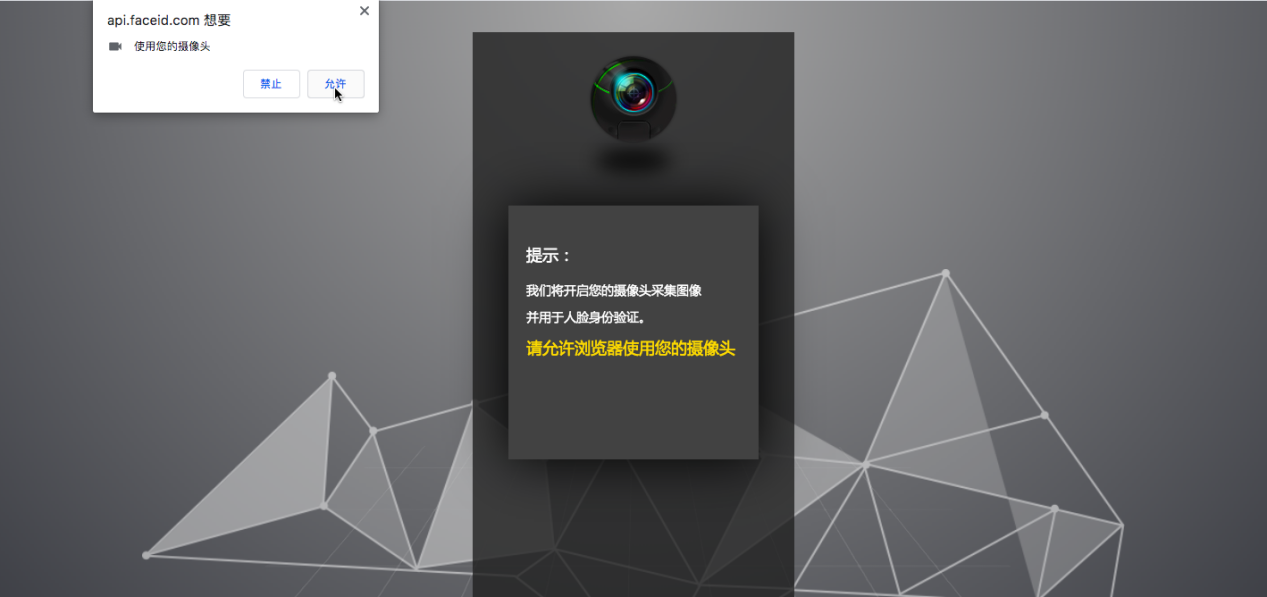 api.faceid.com 想要
使用您的摄像头
禁止
允许
提示：
我们将开启您的摄像头采集图像
并用于人脸身份验证。
请允许浏览器使用您的摄像头